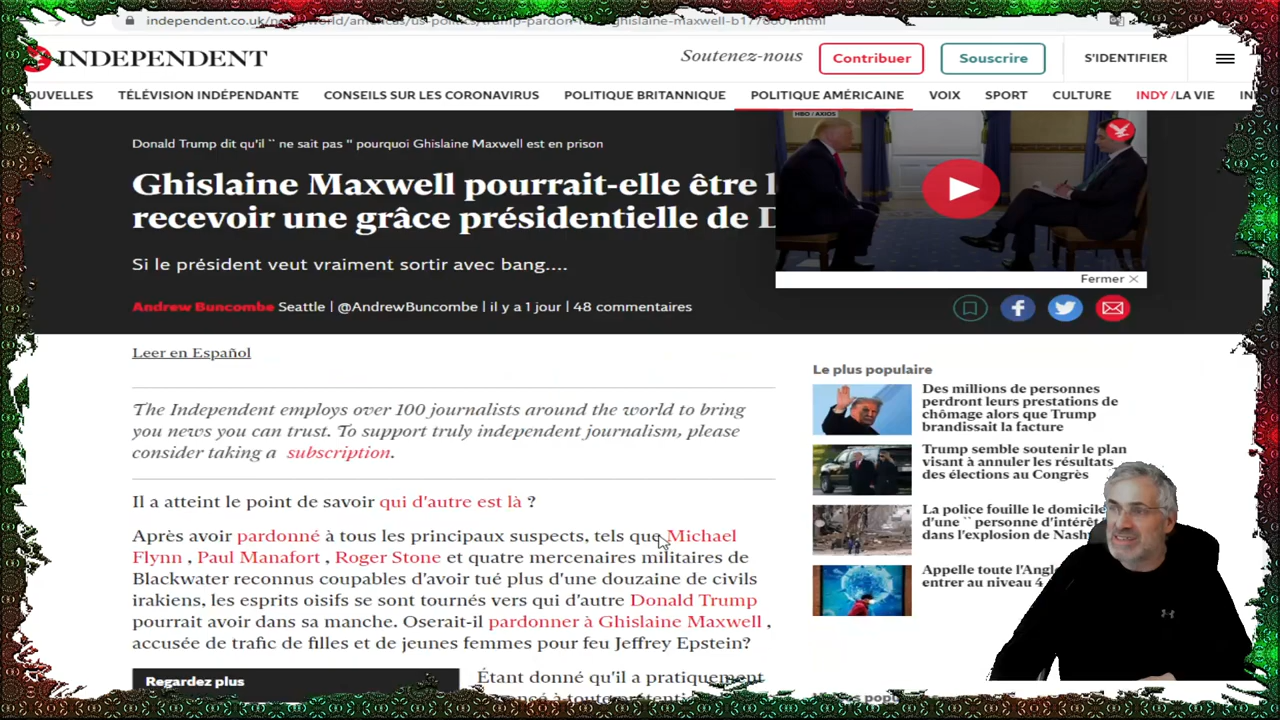 independent.co.uk/
INDEPENDENT
Soutenez-nous
Contribuer
Souscrire
S'IDENTIFIER
OUVELLES
TÉLÉVISION INDÉPENDANTE
CONSEILS SUR LES CORONAVIRUS
POLITIQUE BRITANNIQUE
POLITIQUE AMÉRICAINE
VOIX
SPORT
CULTURE
INDY /LA VIE
HBO / AXIOS
Donald Trump dit qu'il `` ne sait pas '' pourquoi Ghislaine Maxwell est en prison
Ghislaine Maxwell pourrait-elle être
recevoir une grâce présidentielle de D
Si le président veut vraiment sortir avec bang....
Fermer ×
Andrew Buncombe Seattle | @AndrewBuncombe | il y a 1 jour | 48 commentaires
Leer en Español
The Independent employs over 100 journalists around the world to bring
you news you can trust. To support truly independent journalism, please
consider taking a subscription.
Il a atteint le point de savoir qui d'autre est là ?
Après avoir pardonné à tous les principaux suspects, tels que Michael
Flynn , Paul Manafort , Roger Stone et quatre mercenaires militaires de
Blackwater reconnus coupables d'avoir tué plus d'une douzaine de civils
irakiens, les esprits oisifs se sont tournés vers qui d'autre Donald Trump
pourrait avoir dans sa manche. Oserait-il pardonner à Ghislaine Maxwell ,
accusée de trafic de filles et de jeunes femmes pour feu Jeffrey Epstein?
Regardez plus
Étant donné qu'il a pratiquement
Le plus populaire
Des millions de personnes
perdront leurs prestations de
chômage alors que Trump
brandissait la facture
Trump semble soutenir le plan
visant à annuler les résultats
des élections au Congrès
La police fouille le domicile
d'une `` personne d'intérêt
dans l'explosion de Nash
Appelle toute l'Angl
entrer au niveau 4